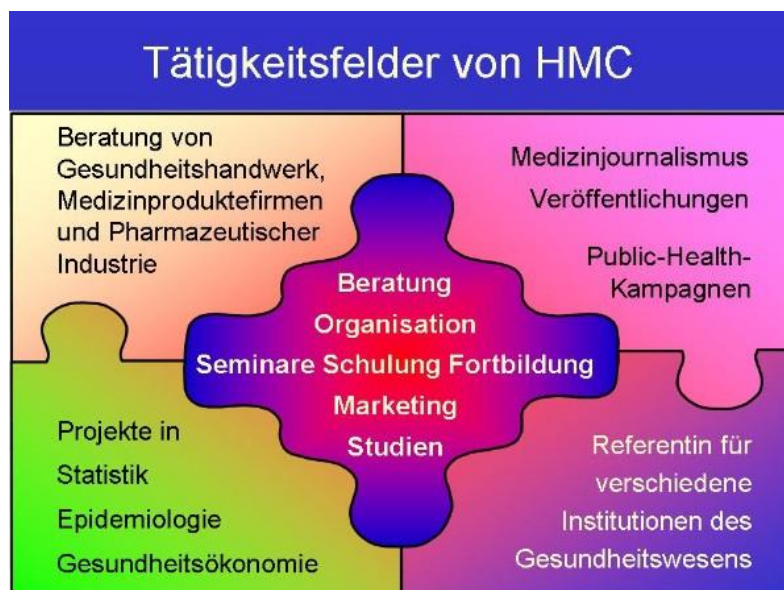 Tätigkeitsfelder von HMC
Beratung von
Gesundheitshandwerk,
Medizinproduktefirmen
und Pharmazeutischer
Industrie
Medizinjournalismus
Veröffentlichungen
Public-Health-
Kampagnen
Beratung
Organisation
Seminare Schulung Fortbildung
Marketing
Studien
Projekte in
Statistik
Epidemiologie
Gesundheitsökonomie
Referentin für
verschiedene
Institutionen des
Gesundheitswesens